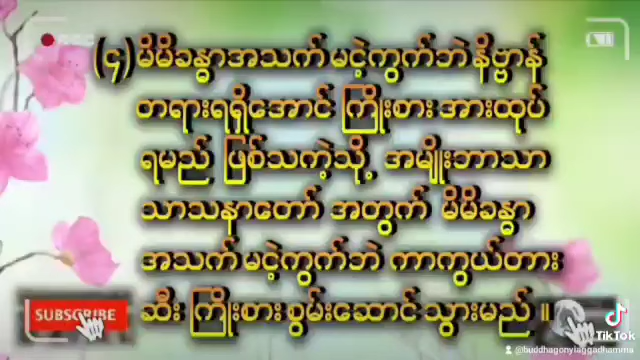 (၄) မိမိခန္ဓာအသက် မငဲ့ကွက်ဘဲ နိဗ္ဗာန်
တရားရရှိအောင် ကြိုးစား အားထုတ်
ရမည် ဖြစ်သကဲ့သို့ အမျိုးဘာသာ
သာသနာတော် အတွက် မိမိခန္ဓာ
အသက် မငဲ့ကွက်ဘဲ ကာကွယ်တား
ဆီး ကြိုးစား စွမ်းဆောင် သွားမည် ။
SUBSCRIBE
TikTok